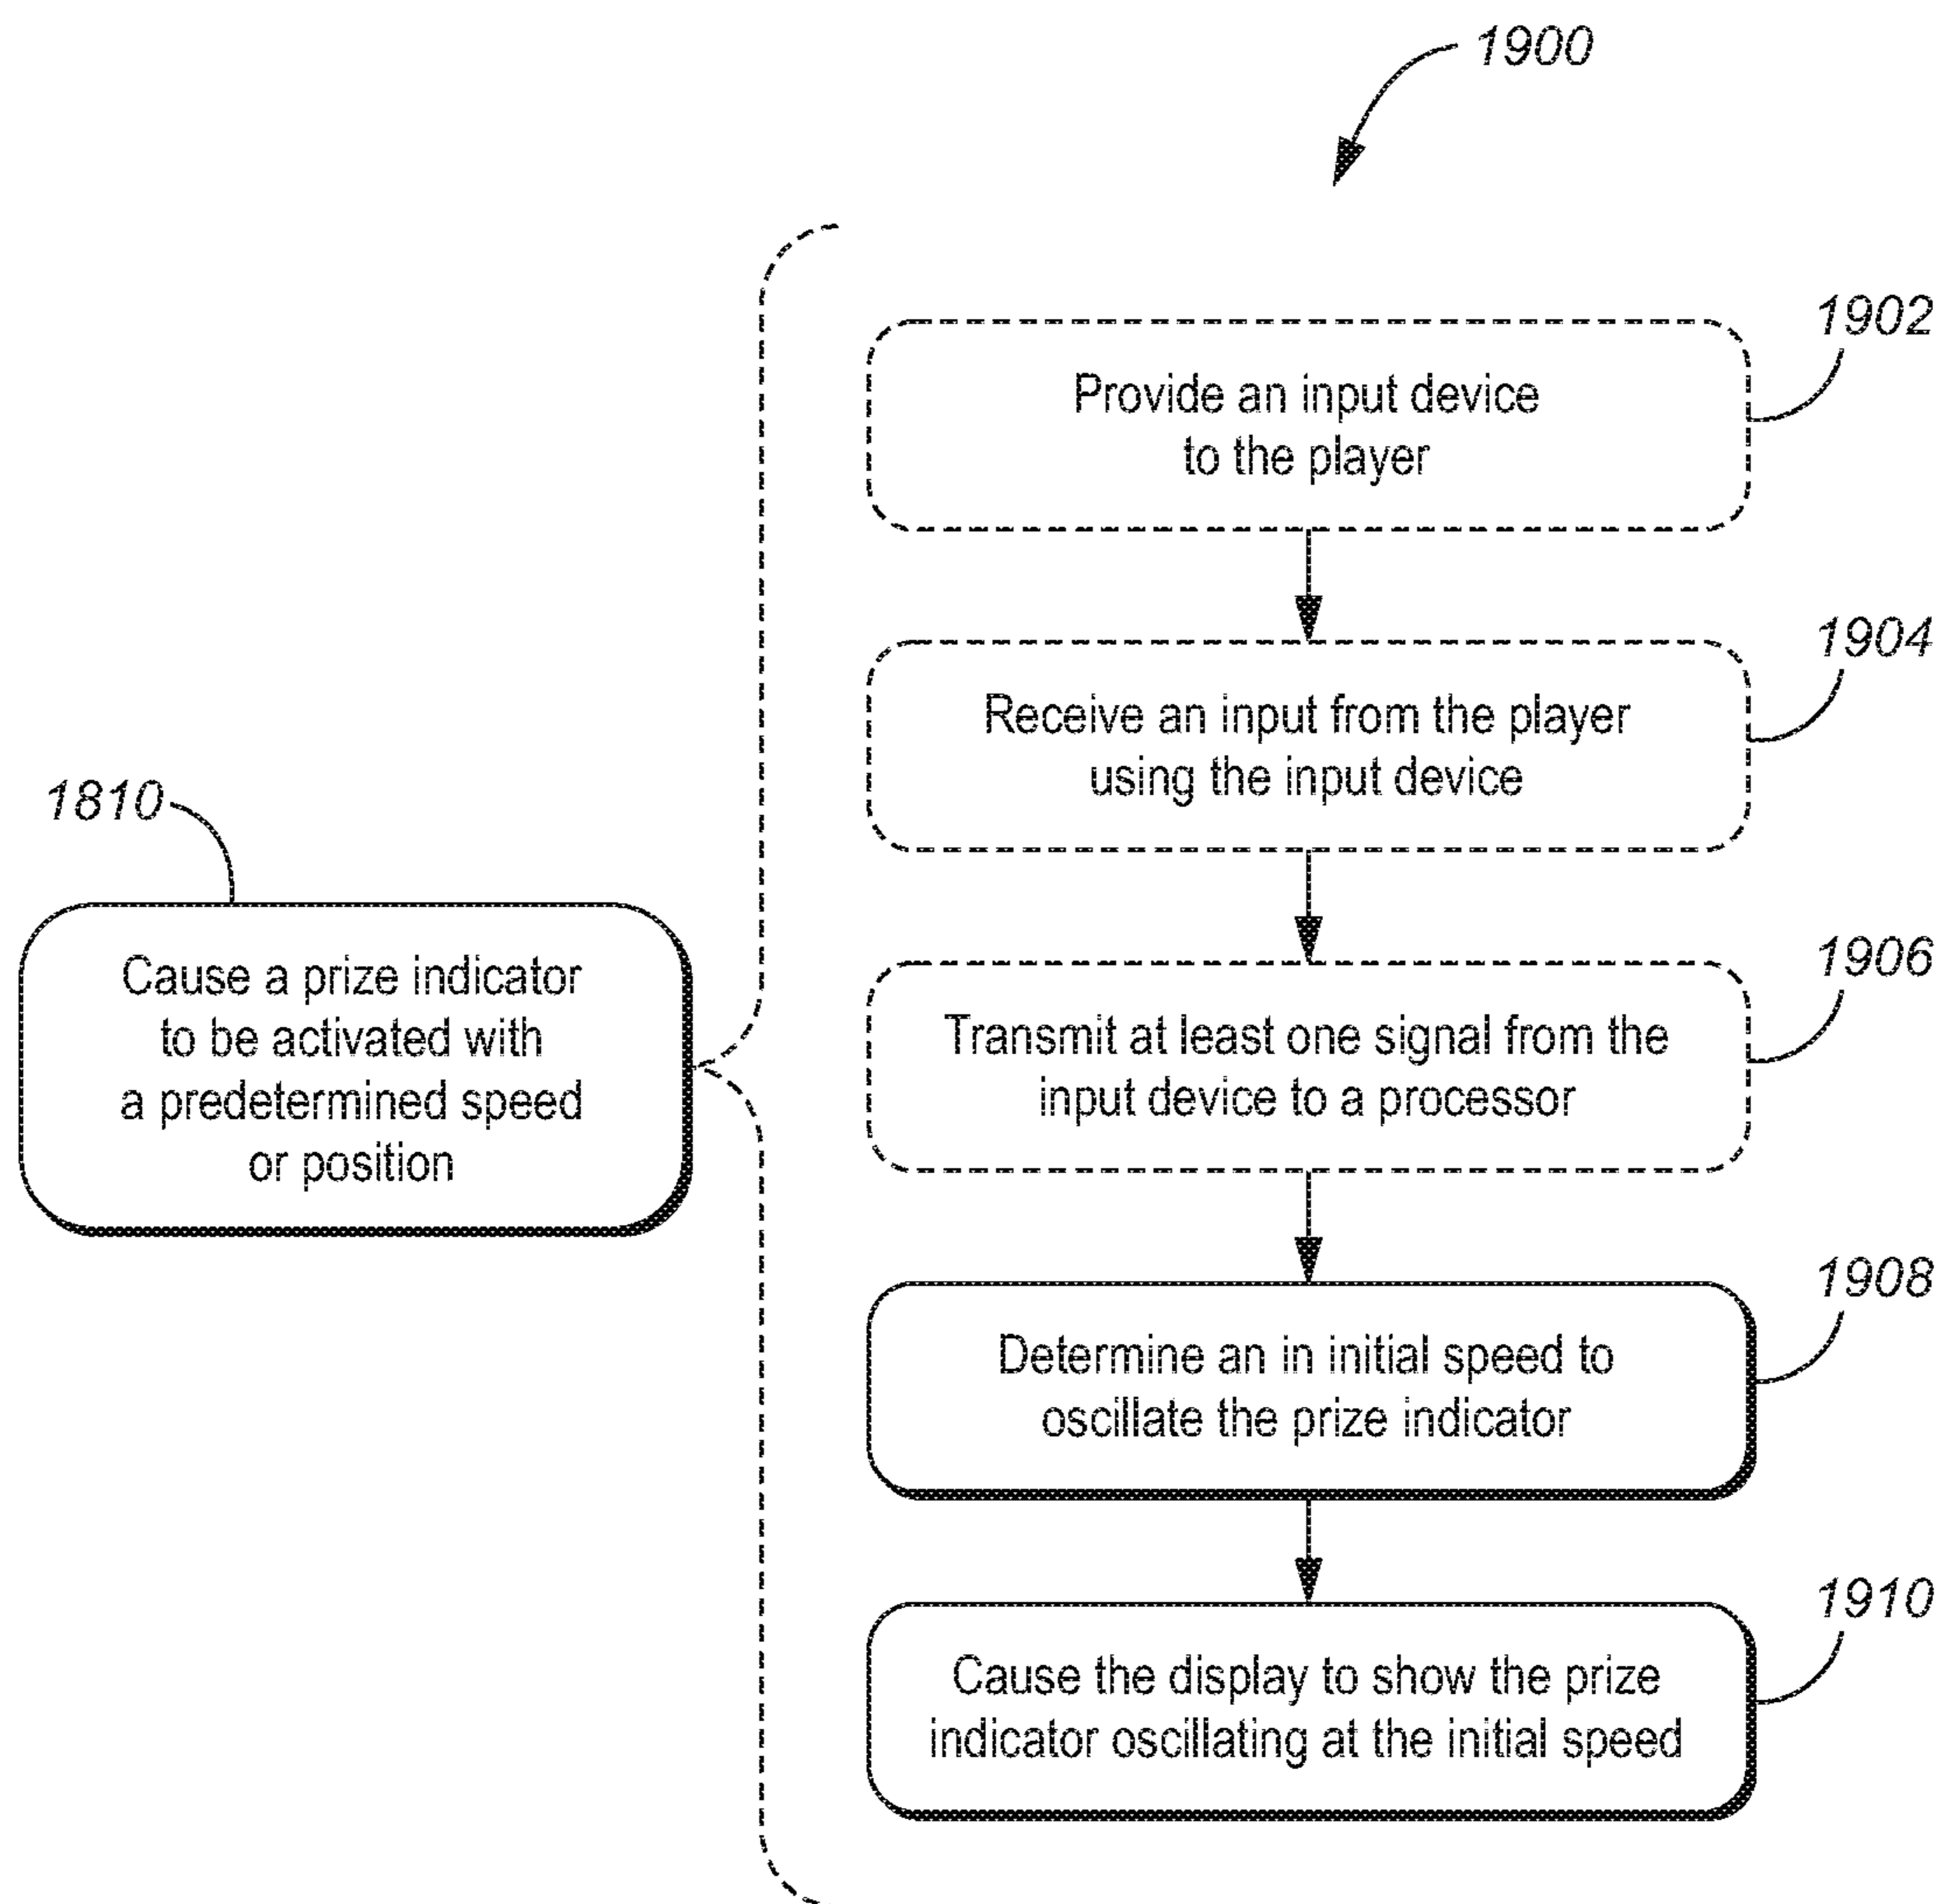 1900
1902
Provide an input device
to the player
1904
Receive an input from the player
using the input device
1810
Cause a prize indicator
to be activated with
a predetermined speed
or position
1906
Transmit at least one signal from the
input device to a processor
1908
Determine an in initial speed to
oscillate the prize indicator
1910
Cause the display to show the prize
indicator oscillating at the initial speed